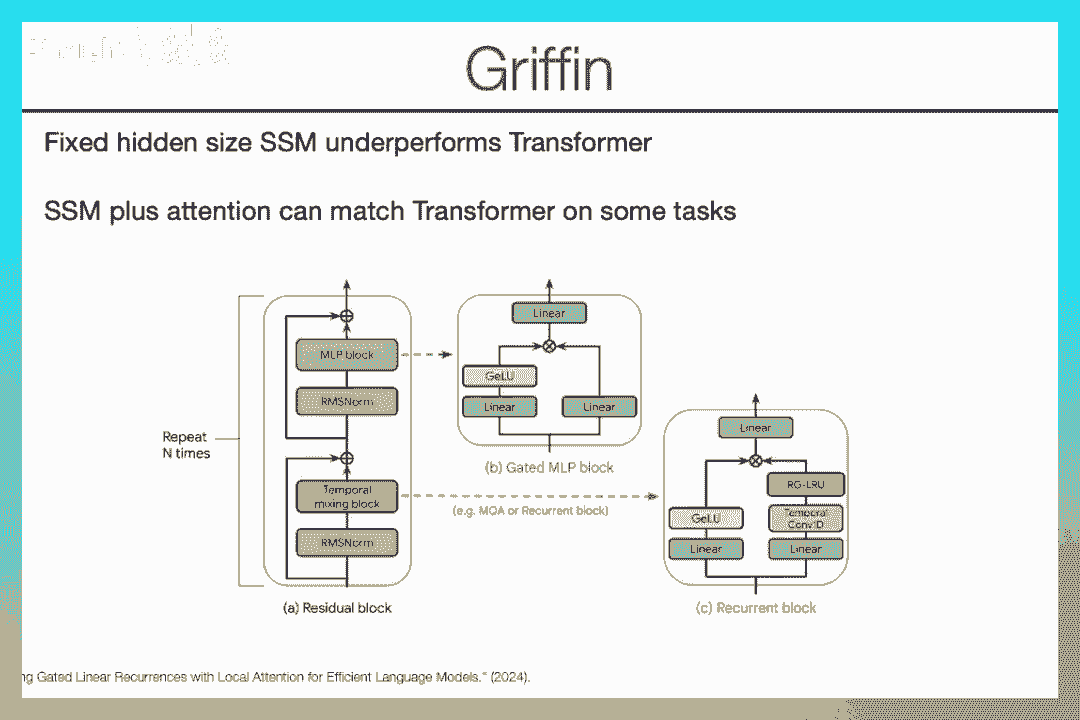 Griffin
Fixed hidden size SSM underperforms Transformer
SSM plus attention can match Transformer on some tasks
Repeat
N times
MLP block
RMSNorm
Temporal
mixing block
RMSNorm
(a) Residual block
Linear
GeLU
Linear
Linear
(b) Gated MLP block
(e.g. MQA or Recurrent block)
Linear
RG-LRU
GeLU
Temporal
Conv1D
Linear
Linear
(c) Recurrent block
Gated Linear Recurrences with Local Attention for Efficient Language Models." (2024).